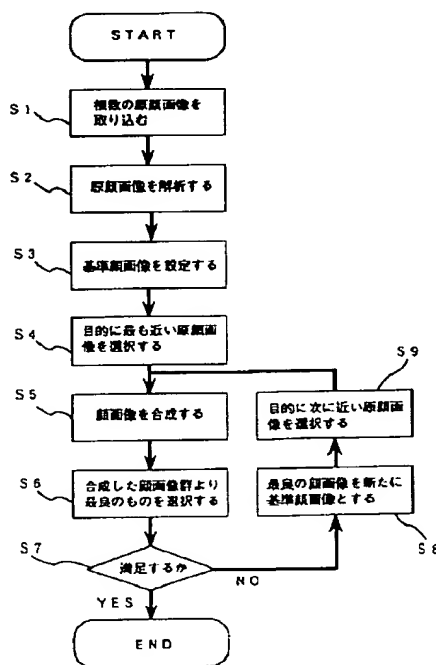 START
S1
複数の原顔画像を
取り込む
S2
原顔画像を解析する
S3
基準顔画像を設定する
S4
目的に最も近い原顔画
像を選択する
S5
顔画像を合成する
S6
合成した顔画像群より
最良のものを選択する
S7
満足するか
NO
YES
END
S9
目的に次に近い原顔画
像を選択する
最良の顔画像を新たに
基準顔画像とする
S8